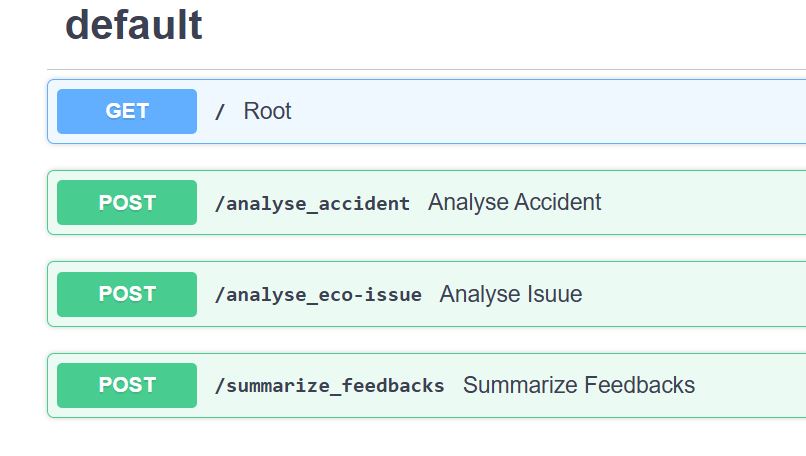 default
GET / Root
POST /analyse_accident Analyse Accident
POST /analyse_eco-issue Analyse Isuue
POST /summarize_feedbacks Summarize Feedbacks